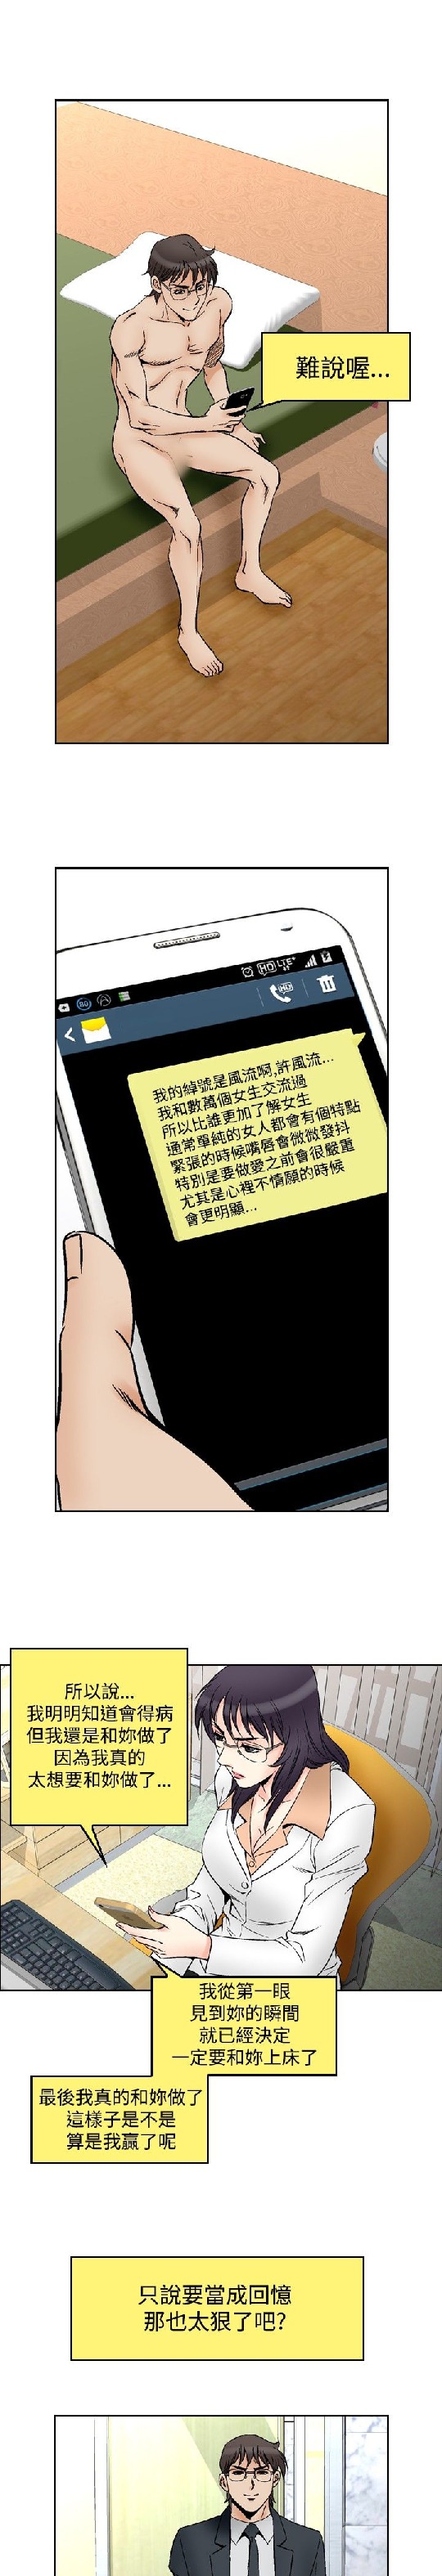 難說喔...
HD LTE+
HD
我的綽號是風流啊,許風流...
我和數萬個女生交流過
所以比誰更加了解女生
通常單純的女人都會有個特點
緊張的時候嘴唇會微微發抖
特別是要做愛之前會很嚴重
尤其是心裡不情願的時候
會更明顯...
所以說...
我明明知道會得病
但我還是和妳做了
因為我真的
太想要和妳做了...
我從第一眼
見到妳的瞬間
就已經決定
一定要和妳上床了
最後我真的和妳做了
這樣子是不是
算是我贏了呢
只說要當成回憶
那也太狠了吧?